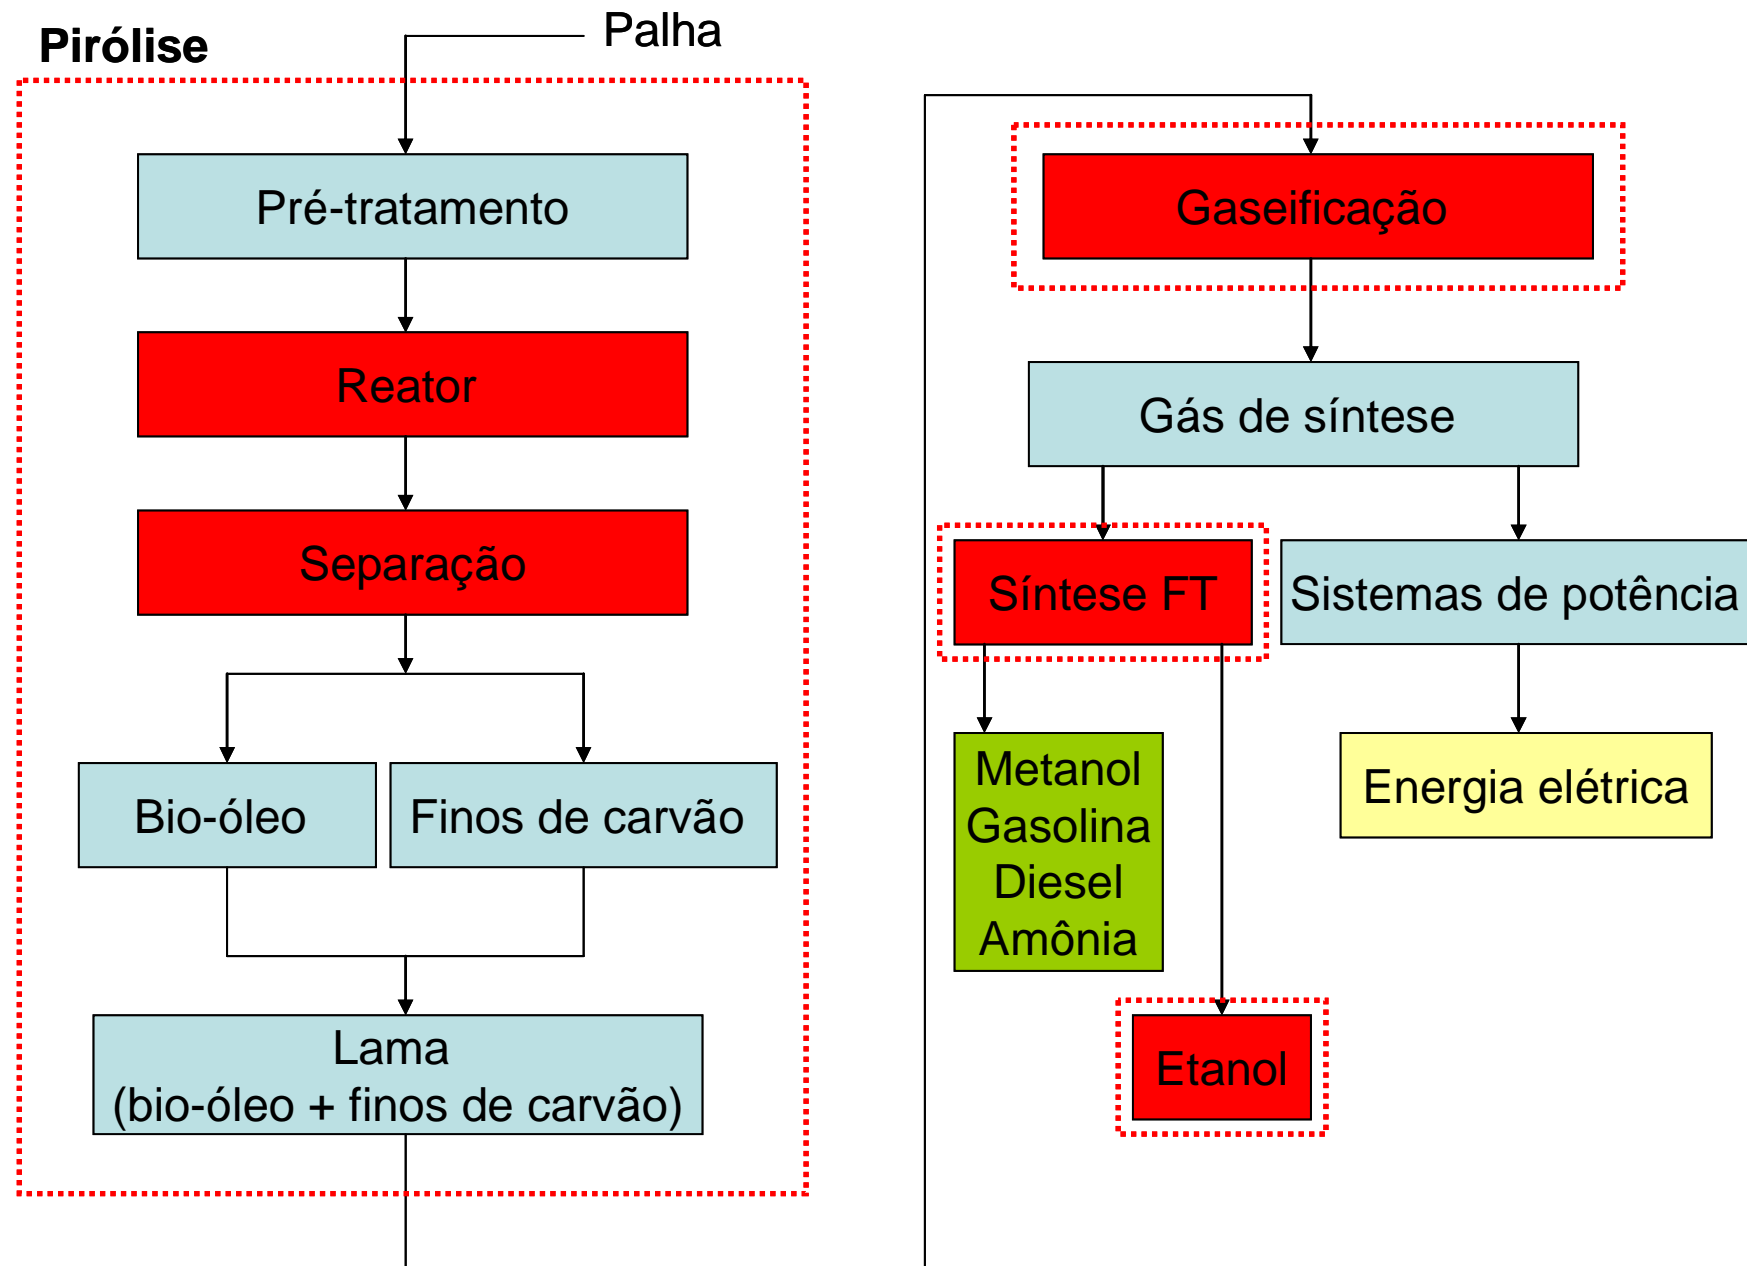 Pirólise
Palha
Pré-tratamento
Reator
Separação
Bio-óleo
Finos de carvão
Lama
(bio-óleo + finos de carvão)
Gaseificação
Gás de síntese
Síntese FT
Sistemas de potência
Metanol
Gasolina
Diesel
Amônia
Energia elétrica
Etanol